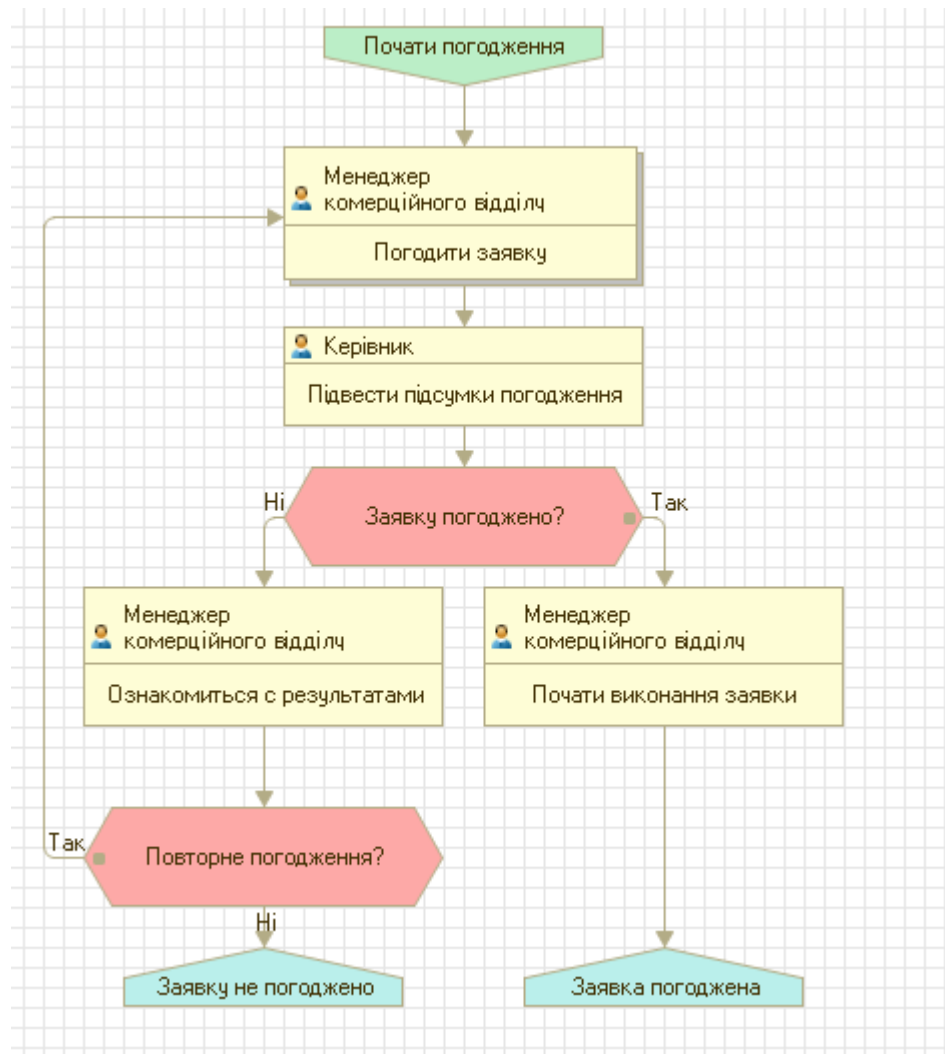 Почати погодження
Менеджер
комерційного відділу
Погодити заявку
Керівник
Підвести підсумки погодження
Ні
Заявку погоджено?
Так
Менеджер
комерційного відділу
Ознакомиться с результатами
Менеджер
комерційного відділу
Почати виконання заявки
Так
Повторне погодження?
Ні
Заявку не погоджено
Заявка погоджена